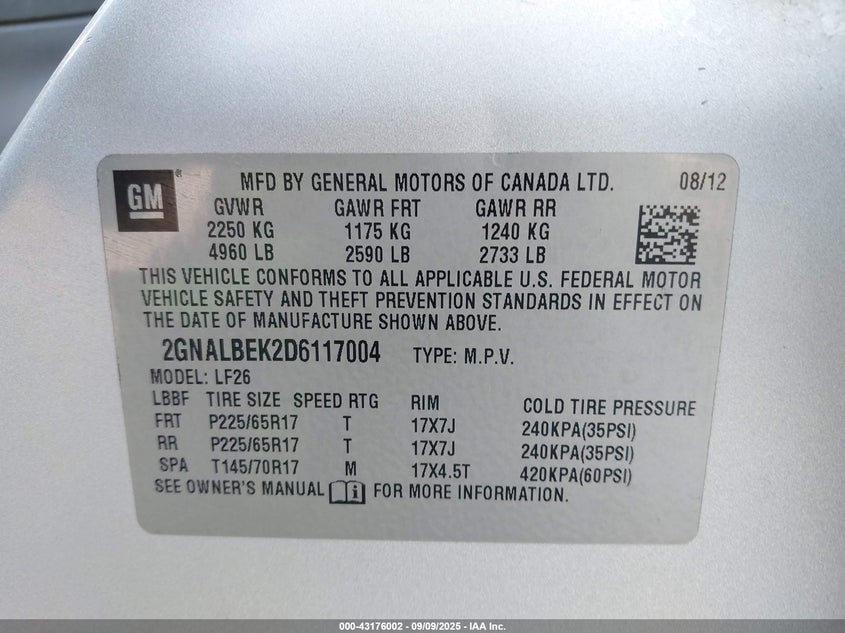 GM ® MFD BY GENERAL MOTORS OF CANADA LTD. 08/12
GVWR GAWR FRT GAWR RR
2250 KG 1175 KG 1240 KG
4960 LB 2590 LB 2733 LB
THIS VEHICLE CONFORMS TO ALL APPLICABLE U.S. FEDERAL MOTOR
VEHICLE SAFETY AND THEFT PREVENTION STANDARDS IN EFFECT ON
THE DATE OF MANUFACTURE SHOWN ABOVE.
2GNALBEK2D6117004 TYPE: M.P.V.
MODEL: LF26
LBBF TIRE SIZE SPEED RTG RIM COLD TIRE PRESSURE
FRT P225/65R17 T 17X7J 240KPA(35PSI)
RR P225/65R17 T 17X7J 240KPA(35PSI)
SPA T145/70R17 M 17X4.5T 420KPA(60PSI)
SEE OWNER'S MANUAL FOR MORE INFORMATION.
000-43176002 - 09/09/2025 - IAA Inc.